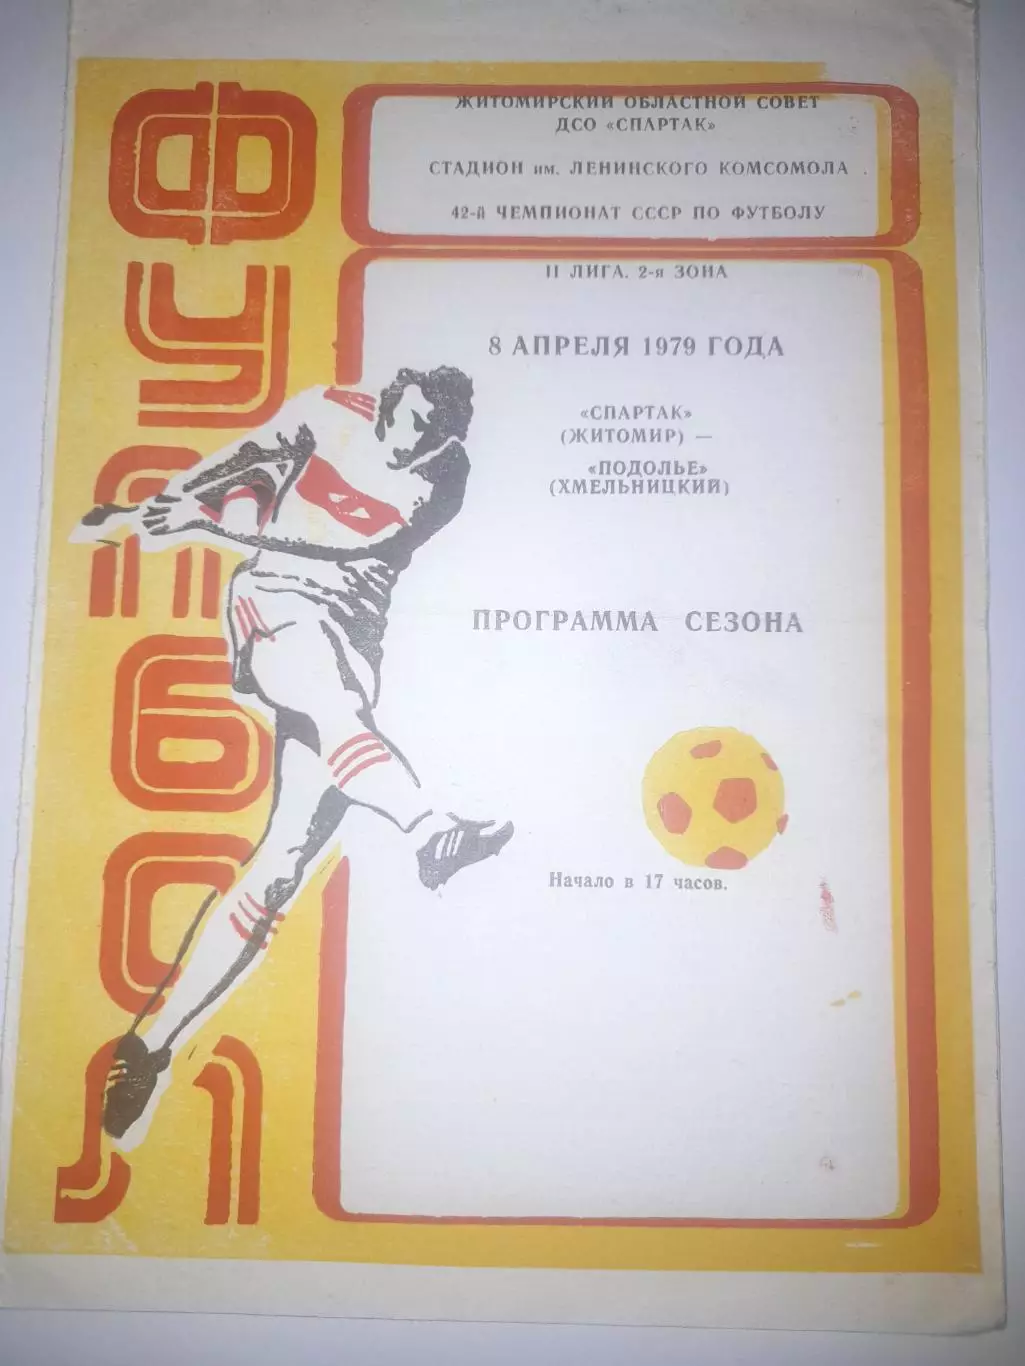 ФУТБОЛ
ЖИТОМИРСКИЙ ОБЛАСТНОЙ СОВЕТ
ДСО «СПАРТАК»
СТАДИОН им. ЛЕНИНСКОГО КОМСОМОЛА
42-й ЧЕМПИОНАТ СССР ПО ФУТБОЛУ
II ЛИГА. 2-я ЗОНА
8 АПРЕЛЯ 1979 ГОДА
«СПАРТАК»
(ЖИТОМИР) —
«ПОДОЛЬЕ»
(ХМЕЛЬНИЦКИЙ)
ПРОГРАММА СЕЗОНА
Начало в 17 часов.